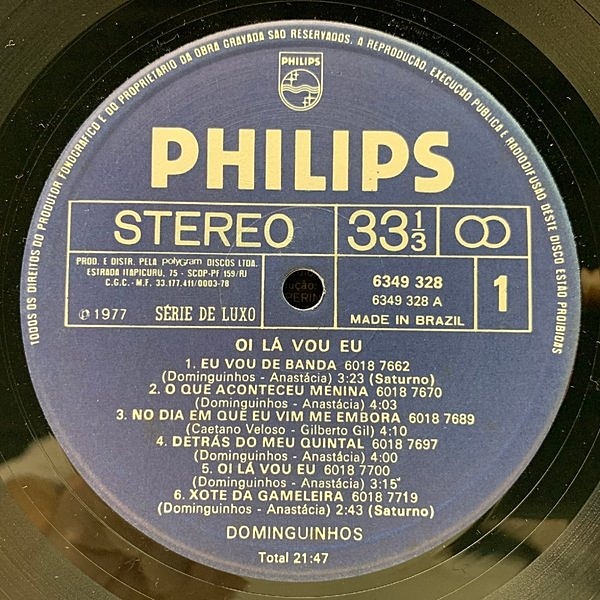 TODOS OS DIREITOS DO PRODUTOR FONOGRÁFICO E DO PROPRIETÁRIO DA OBRA GRAVADA SÃO RESERVADOS. A REPRODUÇÃO, EXECUÇÃO PÚBLICA E RADIODIFUSÃO DESTE DISCO ESTÃO PROIBIDAS
PHILIPS
PHILIPS
STEREO 33 1/3
PROD. E DISTR. PELA polygram DISCOS LTDA.
ESTRADA ITAPICURU, 75 - SCDP-PF 159/RJ
C.G.C. - M.F. 33.177.411/0003-78
℗ 1977 SÉRIE DE LUXO
6349 328
6349 328 A
MADE IN BRAZIL
1
OI LÁ VOU EU
1. EU VOU DE BANDA 6018 7662
(Dominguinhos - Anastácia) 3:23 (Saturno)
2. O QUE ACONTECEU MENINA 6018 7670
(Dominguinhos - Anastácia) 4:03
3. NO DIA EM QUE EU VIM ME EMBORA 6018 7689
(Caetano Veloso - Gilberto Gil) 4:10
4. DETRÁS DO MEU QUINTAL 6018 7697
(Dominguinhos - Anastácia) 4:00
5. OI LÁ VOU EU 6018 7700
(Dominguinhos - Anastácia) 3:15
6. XOTE DA GAMELEIRA 6018 7719
(Dominguinhos - Anastácia) 2:43 (Saturno)
DOMINGUINHOS
Total 21:47